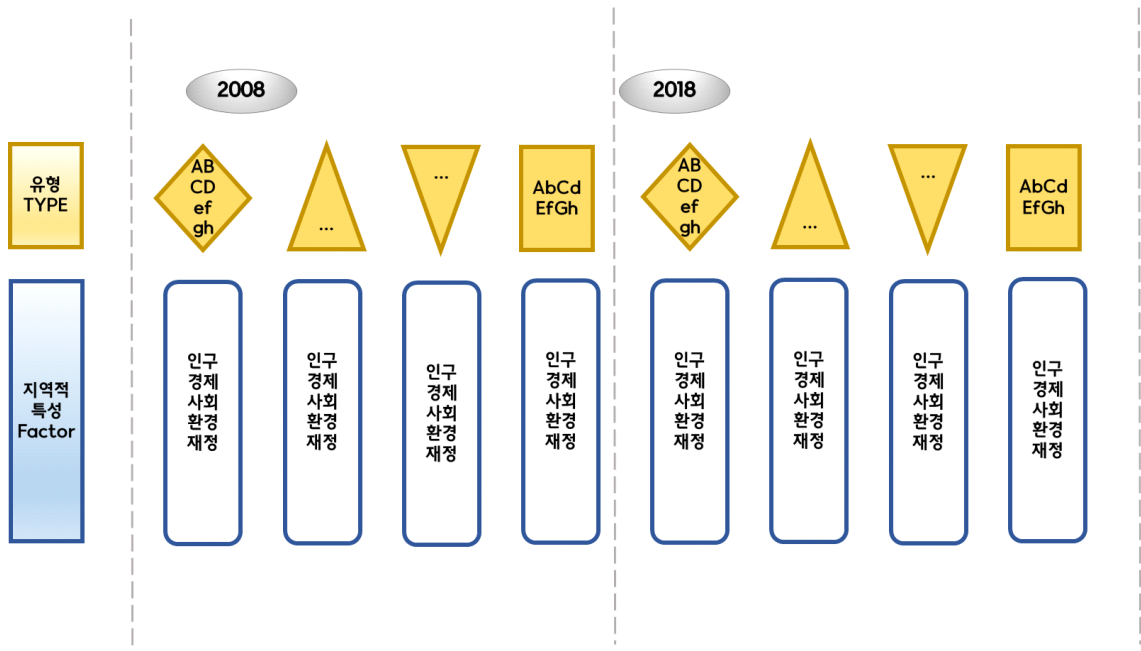 2008
2018
유형
TYPE
AB
CD
ef
gh
...
...
AbCd
EfGh
AB
CD
ef
gh
...
...
AbCd
EfGh
지역적
특성
Factor
인구
경제
사회
환경
재정
인구
경제
사회
환경
재정
인구
경제
사회
환경
재정
인구
경제
사회
환경
재정
인구
경제
사회
환경
재정
인구
경제
사회
환경
재정
인구
경제
사회
환경
재정
인구
경제
사회
환경
재정